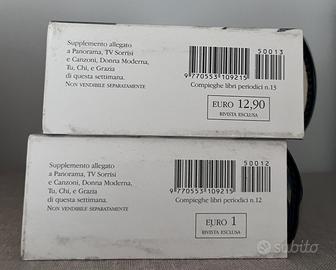 Supplemento allegato
a Panorama, TV Sorrisi
e Canzoni, Donna Moderna,
Tu, Chi, e Grazia
di questa settimana.
NON VENDIBILE SEPARATAMENTE
50013
9 770553 109215
Compieghe libri periodici n.13
EURO 12,90
RIVISTA ESCLUSA
Supplemento allegato
a Panorama, TV Sorrisi
e Canzoni, Donna Moderna,
Tu, Chi, e Grazia
di questa settimana.
NON VENDIBILE SEPARATAMENTE
50012
9 770553 109215
Compieghe libri periodici n.12
EURO 1
RIVISTA ESCLUSA
subito